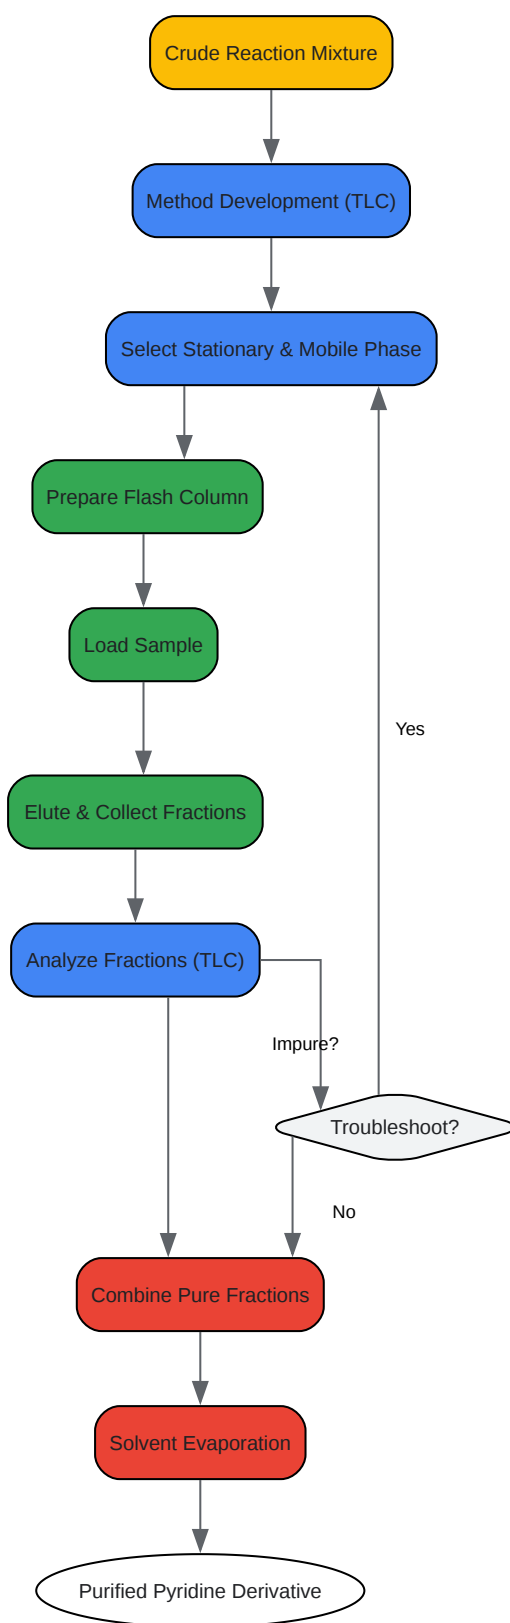 Crude Reaction Mixture
Method Development (TLC)
Select Stationary & Mobile Phase
Prepare Flash Column
Load Sample
Yes
Elute & Collect Fractions
Analyze Fractions (TLC)
Impure?
Troubleshoot?
No
Combine Pure Fractions
Solvent Evaporation
Purified Pyridine Derivative